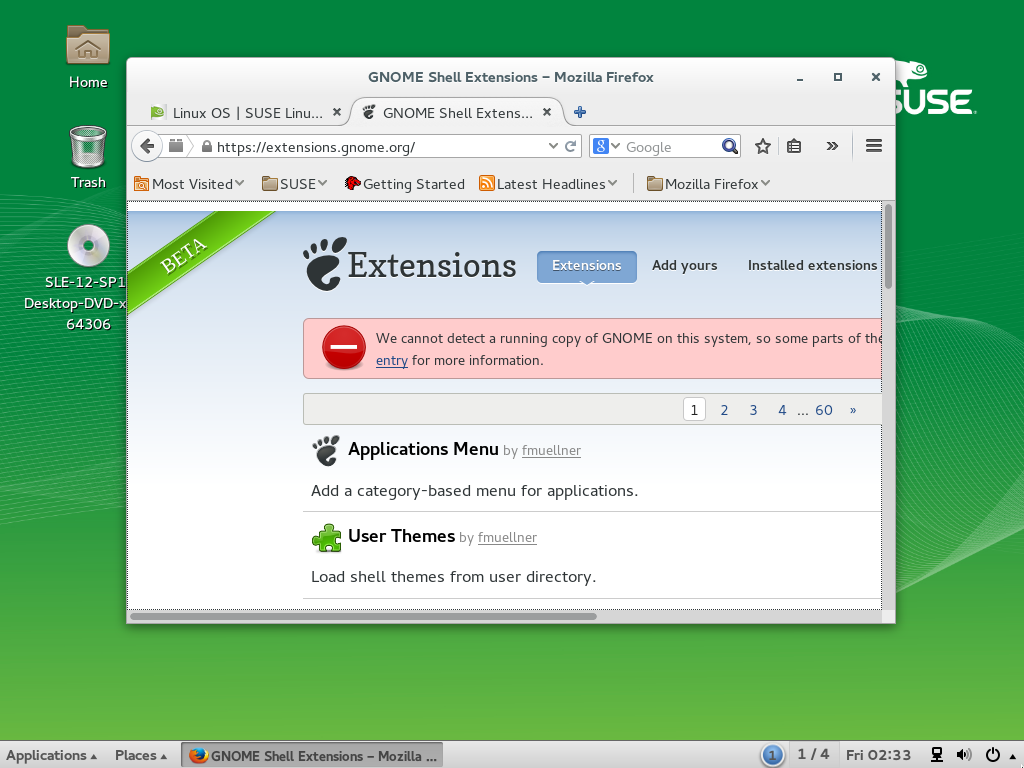 Home
Trash
SLE-12-SP1
Desktop-DVD-x
64306
SUSE
GNOME Shell Extensions – Mozilla Firefox
Linux OS | SUSE Linu...
GNOME Shell Extens...
https://extensions.gnome.org/
8
Google
Most Visited
SUSE
Getting Started
Latest Headlines
Mozilla Firefox
BETA
Extensions
Extensions
Add yours
Installed extensions
We cannot detect a running copy of GNOME on this system, so some parts of the
entry for more information.
1 2 3 4 ... 60 »
Applications Menu by fmuellner
Add a category-based menu for applications.
User Themes by fmuellner
Load shell themes from user directory.
Applications
Places
GNOME Shell Extensions – Mozilla ...
1
1 / 4
Fri 02:33